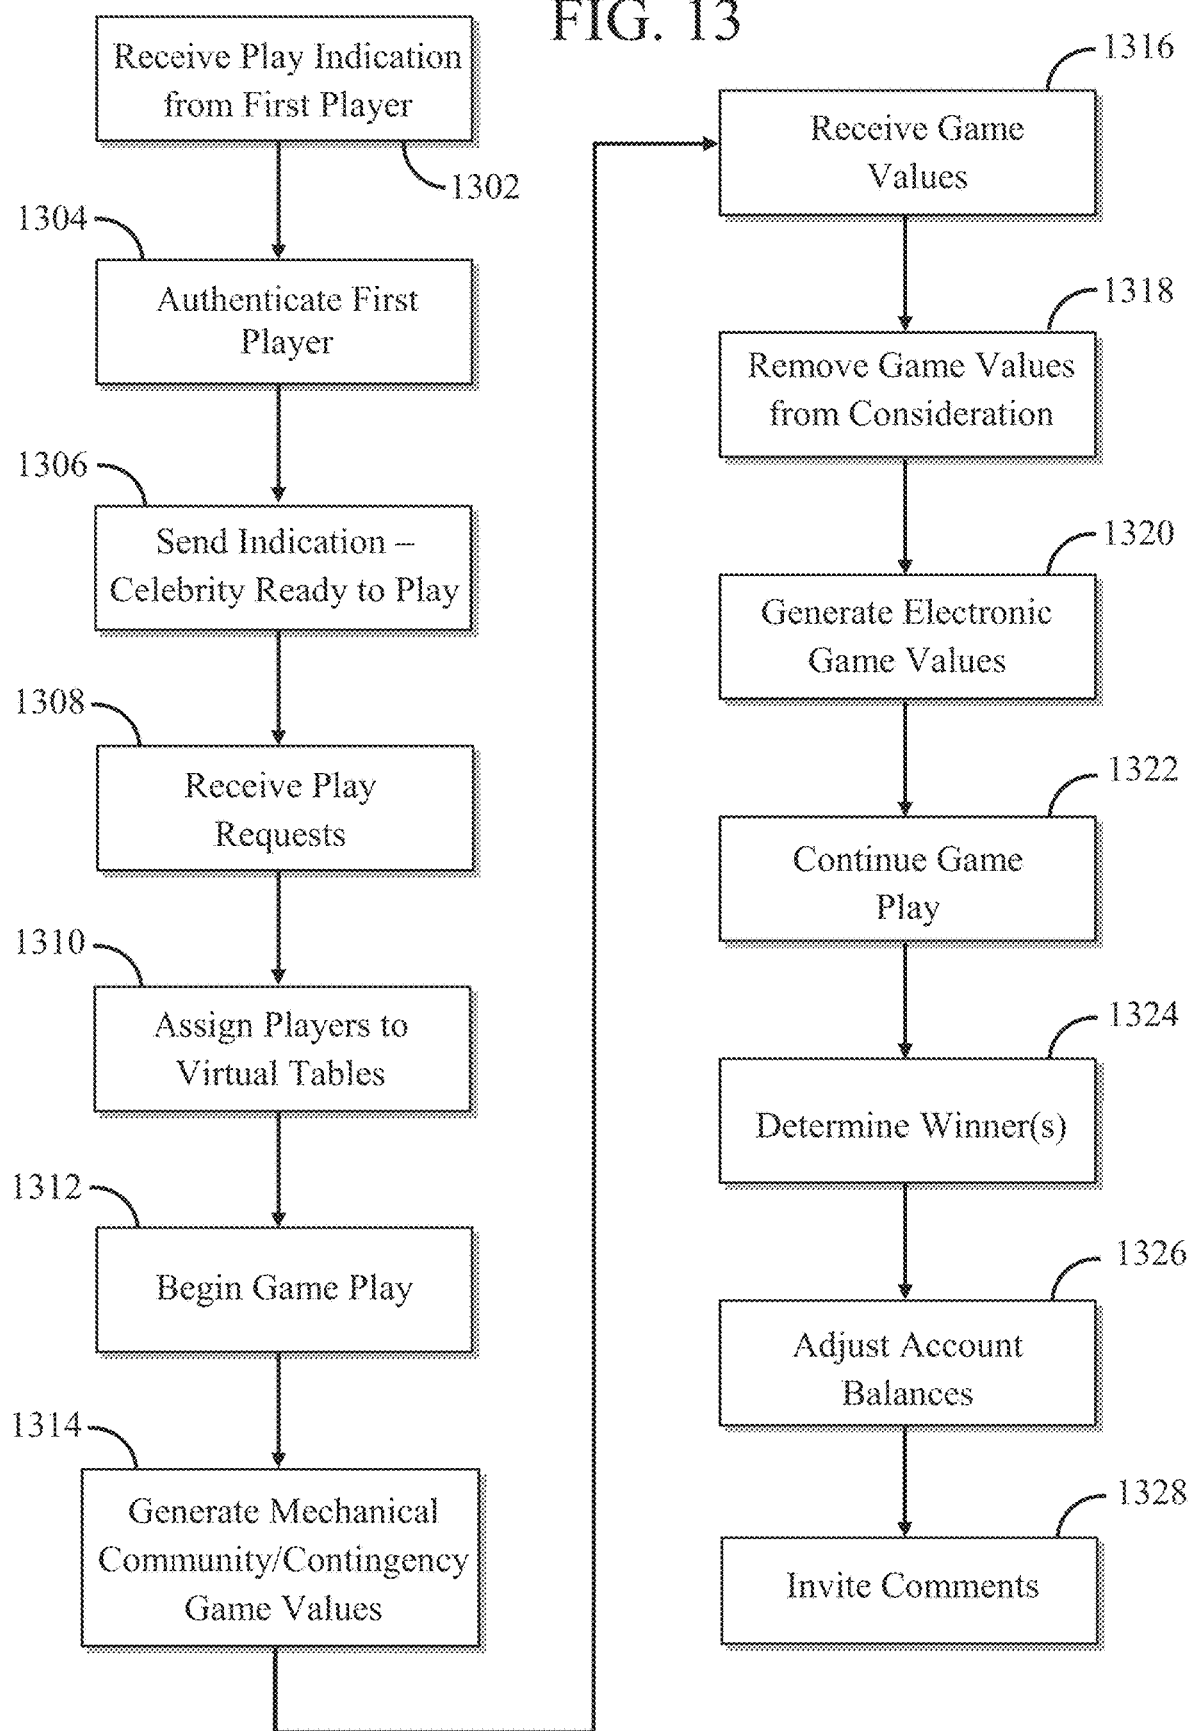 FIG. 13
Receive Play Indication
from First Player
1302
1304
Authenticate First
Player
1306
Send Indication –
Celebrity Ready to Play
1308
Receive Play
Requests
1310
Assign Players to
Virtual Tables
1312
Begin Game Play
1314
Generate Mechanical
Community/Contingency
Game Values
1316
Receive Game
Values
1318
Remove Game Values
from Consideration
1320
Generate Electronic
Game Values
1322
Continue Game
Play
1324
Determine Winner(s)
1326
Adjust Account
Balances
1328
Invite Comments